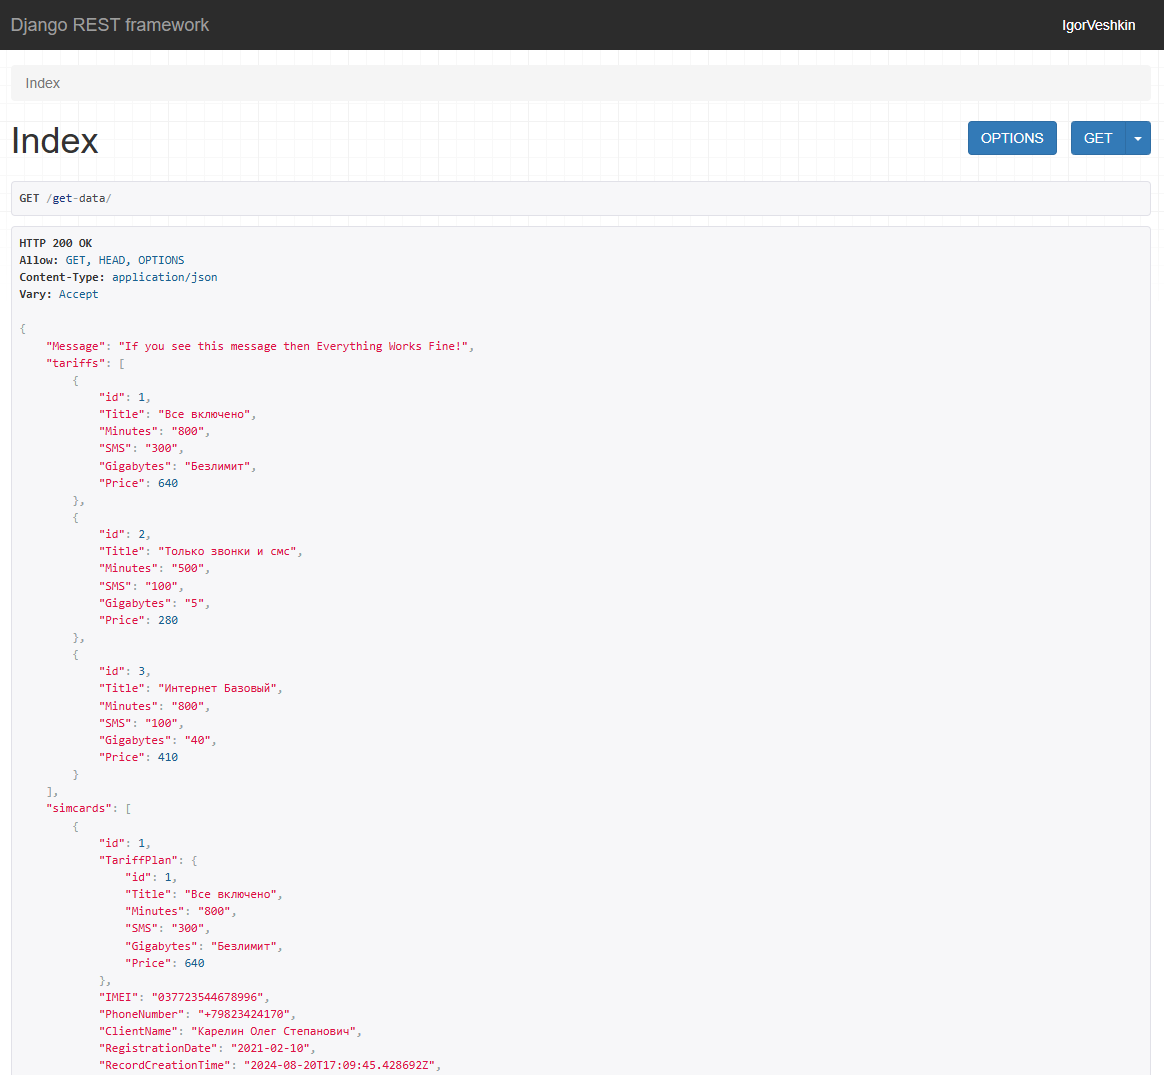 Django REST framework
IgorVeshkin
Index
Index
OPTIONS
GET
GET /get-data/
HTTP 200 OK
Allow: GET, HEAD, OPTIONS
Content-Type: application/json
Vary: Accept
{
"Message": "If you see this message then Everything Works Fine!",
"tariffs": [
{
"id": 1,
"Title": "Все включено",
"Minutes": "800",
"SMS": "300",
"Gigabytes": "Безлимит",
"Price": 640
},
{
"id": 2,
"Title": "Только звонки и смс",
"Minutes": "500",
"SMS": "100",
"Gigabytes": "5",
"Price": 280
},
{
"id": 3,
"Title": "Интернет Базовый",
"Minutes": "800",
"SMS": "100",
"Gigabytes": "40",
"Price": 410
}
],
"simcards": [
{
"id": 1,
"TariffPlan": {
"id": 1,
"Title": "Все включено",
"Minutes": "800",
"SMS": "300",
"Gigabytes": "Безлимит",
"Price": 640
},
"IMEI": "037723544678996",
"PhoneNumber": "+79823424170",
"ClientName": "Карелин Олег Степанович",
"RegistrationDate": "2021-02-10",
"RecordCreationTime": "2024-08-20T17:09:45.428692Z",